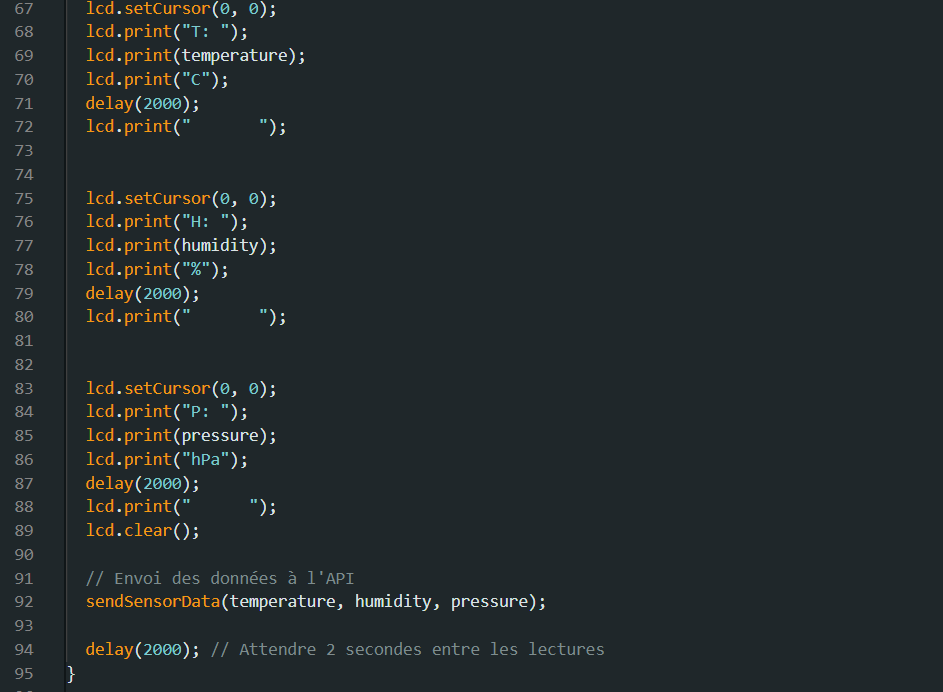 67 lcd.setCursor(0, 0);
68 lcd.print("T: ");
69 lcd.print(temperature);
70 lcd.print("C");
71 delay(2000);
72 lcd.print("       ");
73
74
75 lcd.setCursor(0, 0);
76 lcd.print("H: ");
77 lcd.print(humidity);
78 lcd.print("%");
79 delay(2000);
80 lcd.print("       ");
81
82
83 lcd.setCursor(0, 0);
84 lcd.print("P: ");
85 lcd.print(pressure);
86 lcd.print("hPa");
87 delay(2000);
88 lcd.print("      ");
89 lcd.clear();
90
91 // Envoi des données à l'API
92 sendSensorData(temperature, humidity, pressure);
93
94 delay(2000); // Attendre 2 secondes entre les lectures
95 }